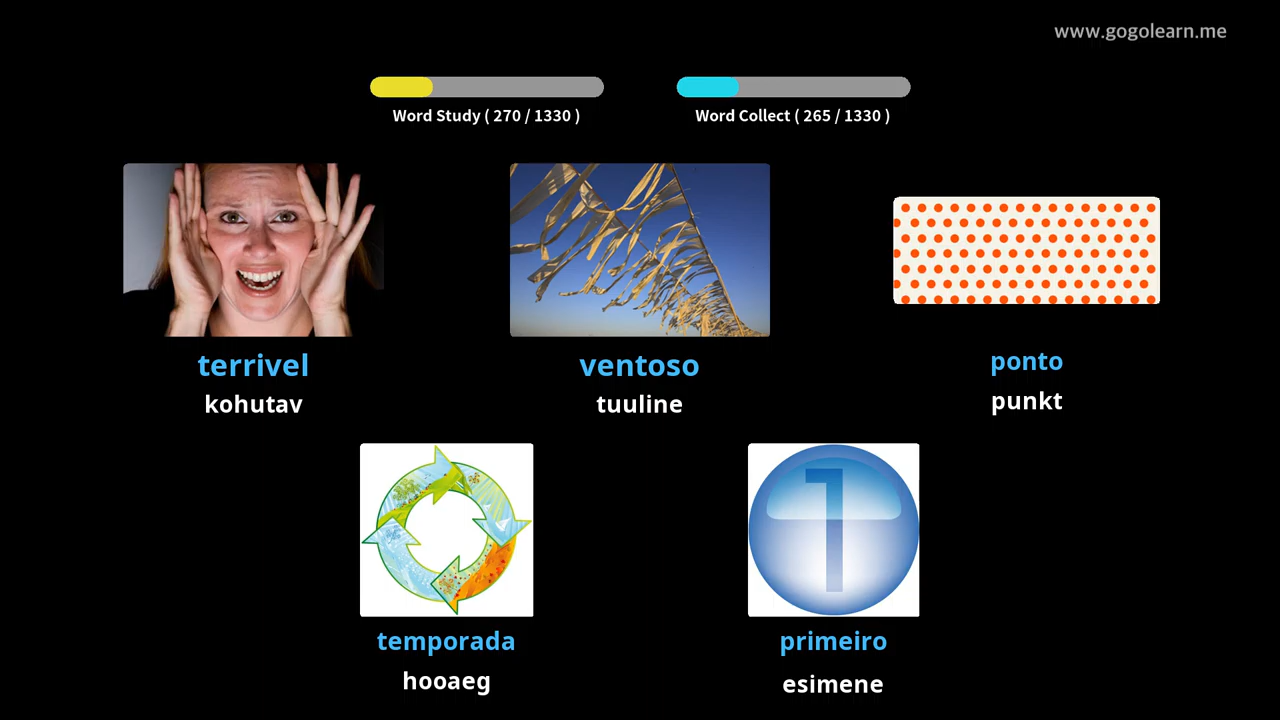 www.gogolearn.me
Word Study ( 270 / 1330 )
Word Collect ( 265 / 1330 )
terrivel
kohutav
ventoso
tuuline
ponto
punkt
temporada
hooaeg
1
primeiro
esimene